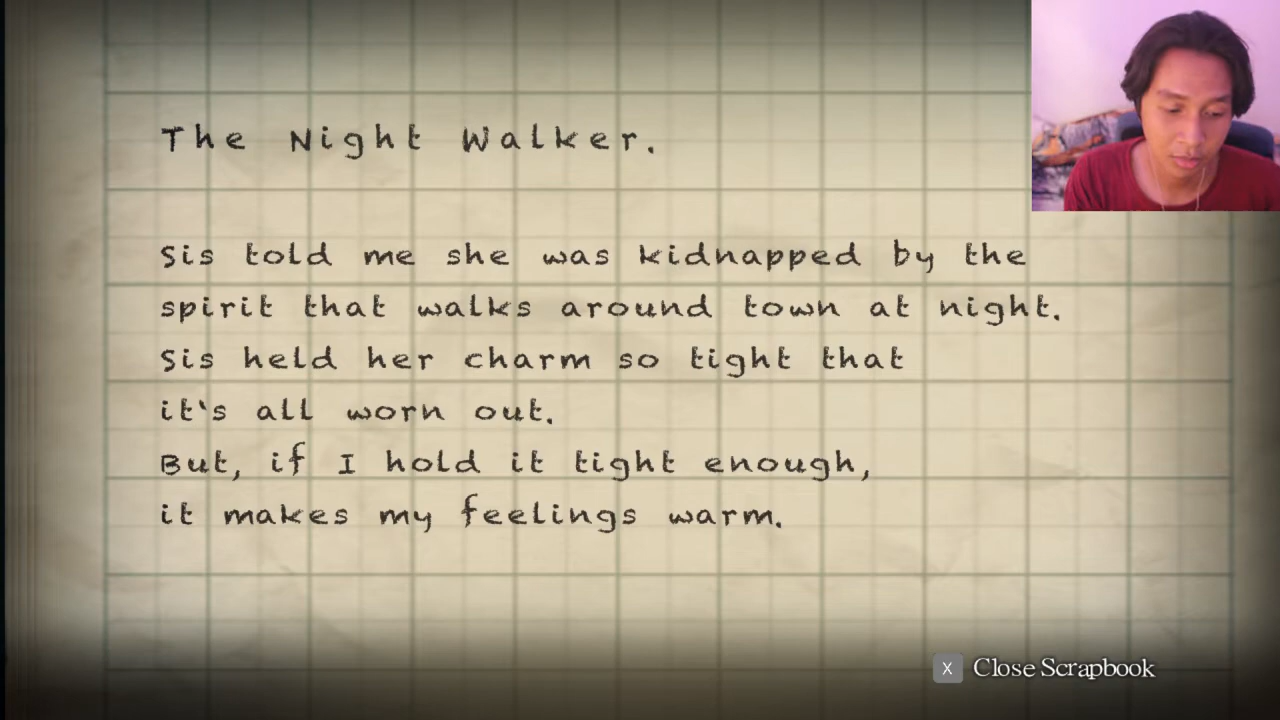 The Night Walker.
Sis told me she was kidnapped by the
spirit that walks around town at night.
Sis held her charm so tight that
it's all worn out.
But, if I hold it tight enough,
it makes my feelings warm.
X Close Scrapbook